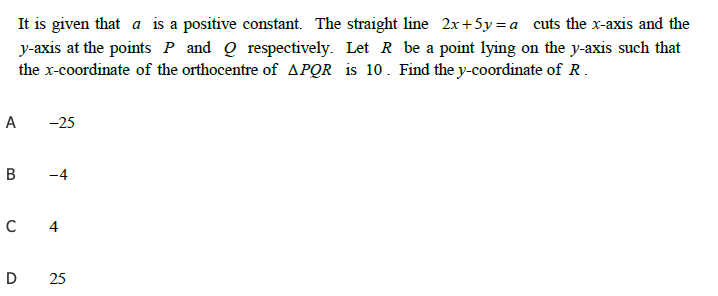 It is given that a is a positive constant. The straight line 2x+5y=a cuts the x-axis and the
y-axis at the points P and Q respectively. Let R be a point lying on the y-axis such that
the x-coordinate of the orthocentre of ΔPQR is 10. Find the y-coordinate of R.
A −25
B −4
C 4
D 25